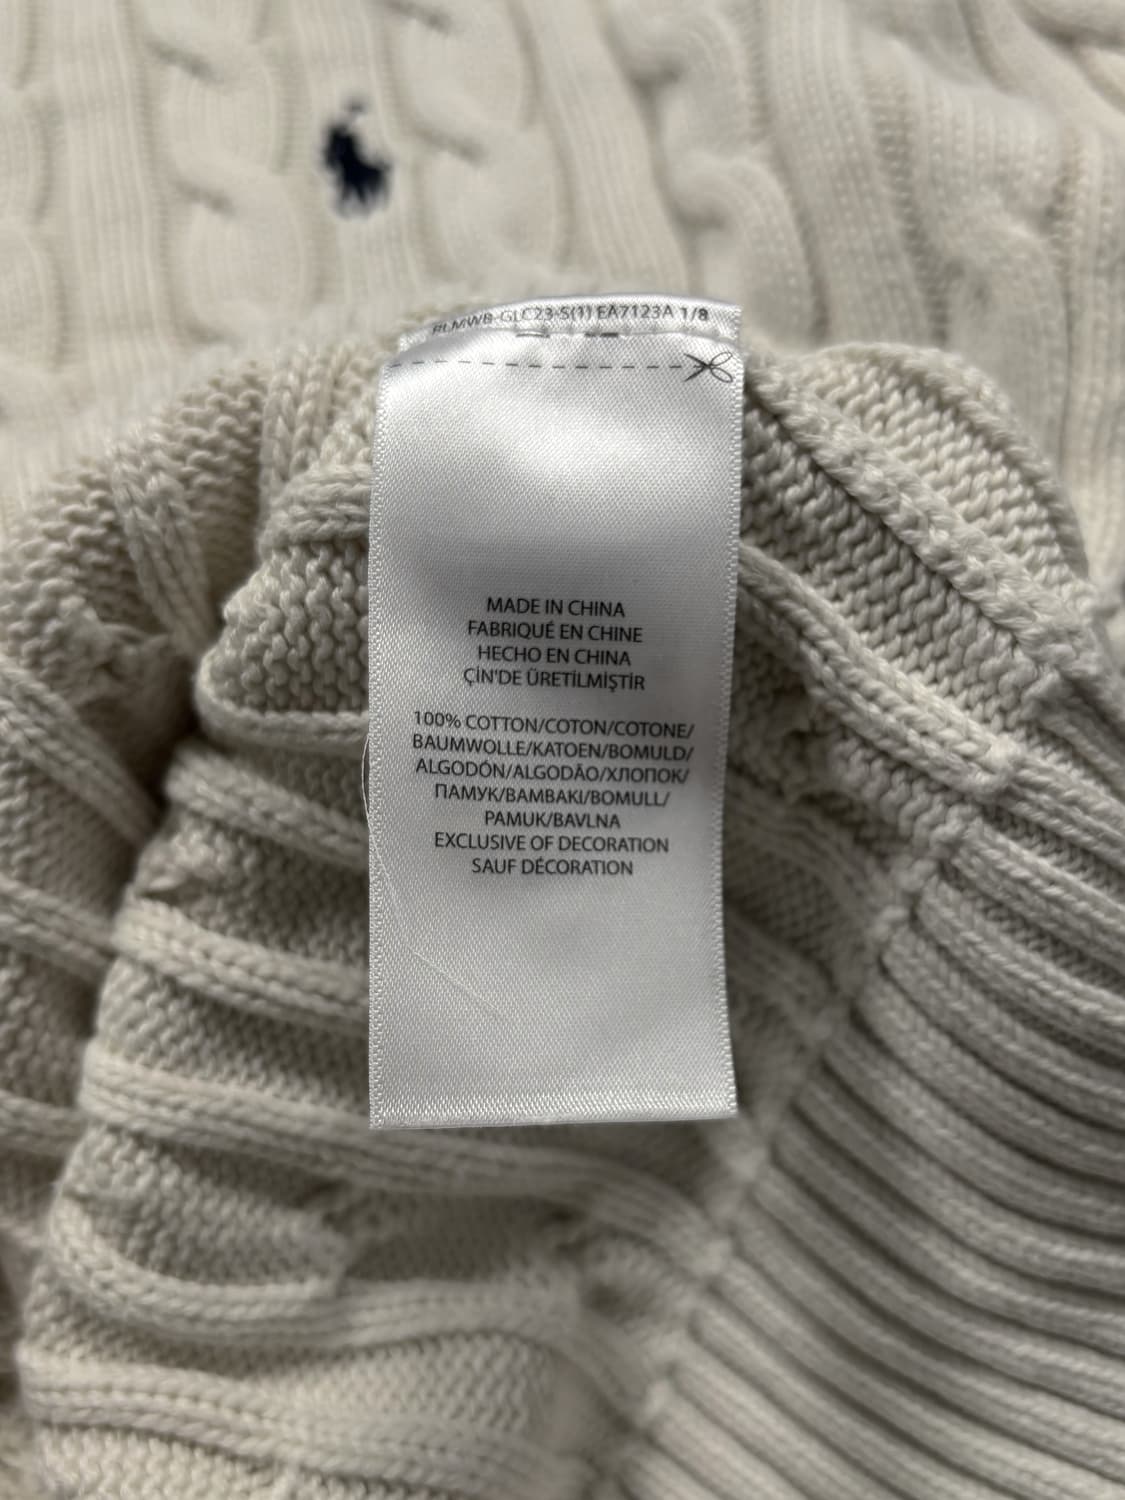 RLMWB-GLC23-S(1) EA7123A 1/8
MADE IN CHINA
FABRIQUÉ EN CHINE
HECHO EN CHINA
ÇİN'DE ÜRETİLMİŞTİR
100% COTTON/COTON/COTONE/
BAUMWOLLE/KATOEN/BOMULD/
ALGODÓN/ALGODÃO/ХЛОПОК/
ПАМУК/ΒΑΜΒΑΚΙ/BOMULL/
PAMUK/BAVLNA
EXCLUSIVE OF DECORATION
SAUF DÉCORATION